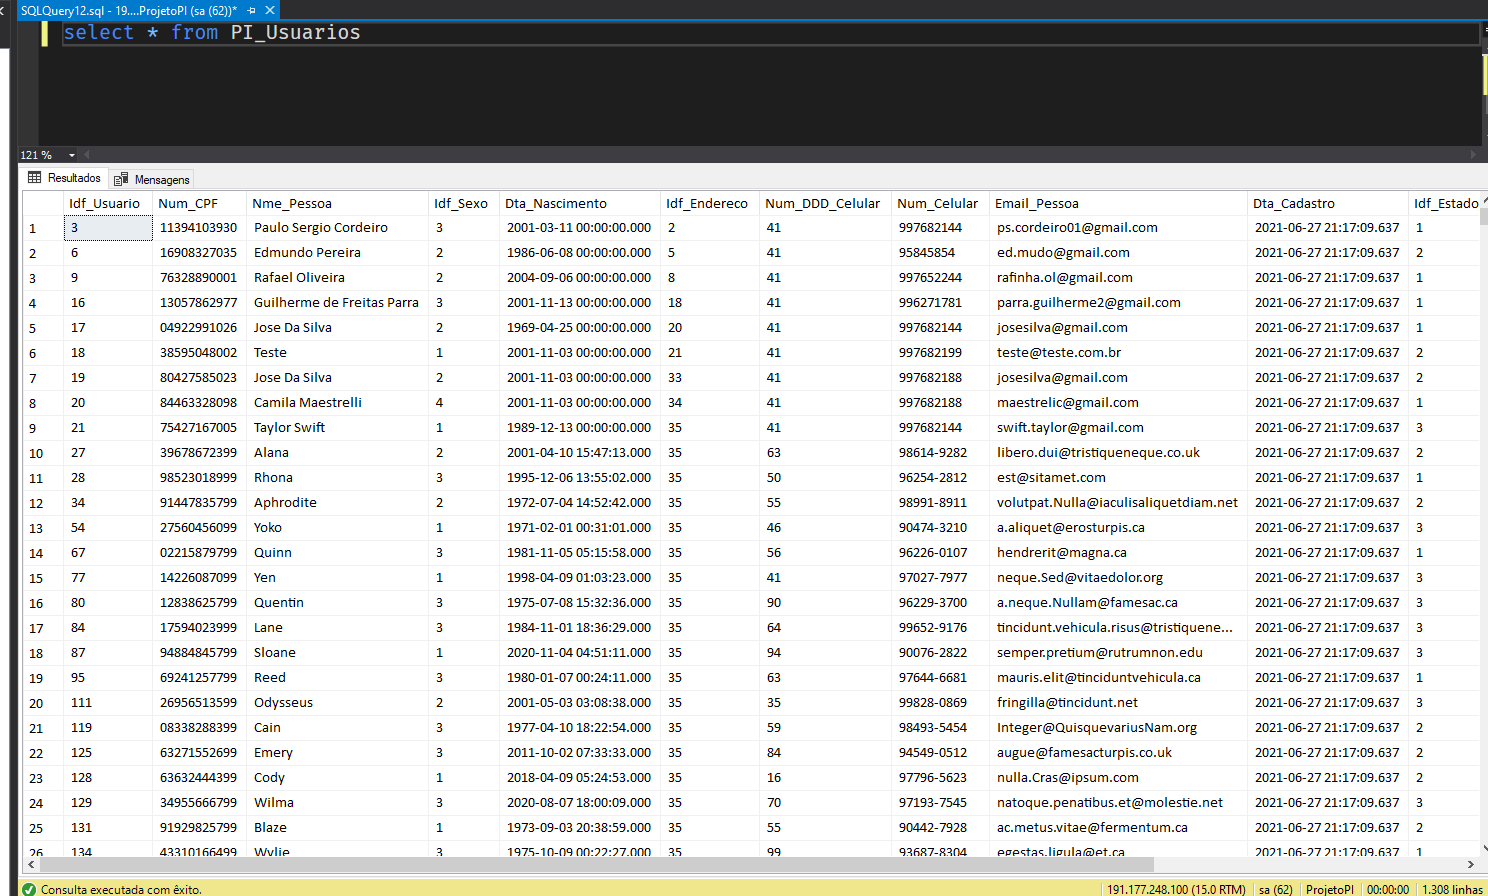 SQLQuery12.sql - 19....ProjetoPI (sa (62))*
select * from PI_Usuarios
121 %
Resultados Mensagens
Idf_Usuario Num_CPF Nme_Pessoa Idf_Sexo Dta_Nascimento Idf_Endereco Num_DDD_Celular Num_Celular Email_Pessoa Dta_Cadastro Idf_Estado
1 3 11394103930 Paulo Sergio Cordeiro 3 2001-03-11 00:00:00.000 2 41 997682144 ps.cordeiro01@gmail.com 2021-06-27 21:17:09.637 1
2 6 16908327035 Edmundo Pereira 2 1986-06-08 00:00:00.000 5 41 95845854 ed.mudo@gmail.com 2021-06-27 21:17:09.637 2
3 9 76328890001 Rafael Oliveira 2 2004-09-06 00:00:00.000 8 41 997652244 rafinha.ol@gmail.com 2021-06-27 21:17:09.637 1
4 16 13057862977 Guilherme de Freitas Parra 3 2001-11-13 00:00:00.000 18 41 996271781 parra.guilherme2@gmail.com 2021-06-27 21:17:09.637 1
5 17 04922991026 Jose Da Silva 2 1969-04-25 00:00:00.000 20 41 997682144 josesilva@gmail.com 2021-06-27 21:17:09.637 1
6 18 38595048002 Teste 1 2001-11-03 00:00:00.000 21 41 997682199 teste@teste.com.br 2021-06-27 21:17:09.637 2
7 19 80427585023 Jose Da Silva 2 2001-11-03 00:00:00.000 33 41 997682188 josesilva@gmail.com 2021-06-27 21:17:09.637 2
8 20 84463328098 Camila Maestrelli 4 2001-11-03 00:00:00.000 34 41 997682188 maestrelic@gmail.com 2021-06-27 21:17:09.637 1
9 21 75427167005 Taylor Swift 1 1989-12-13 00:00:00.000 35 41 997682144 swift.taylor@gmail.com 2021-06-27 21:17:09.637 3
10 27 39678672399 Alana 2 2001-04-10 15:47:13.000 35 63 98614-9282 libero.dui@tristiqueneque.co.uk 2021-06-27 21:17:09.637 2
11 28 98523018999 Rhona 3 1995-12-06 13:55:02.000 35 50 96254-2812 est@sitamet.com 2021-06-27 21:17:09.637 1
12 34 91447835799 Aphrodite 2 1972-07-04 14:52:42.000 35 55 98991-8911 volutpat.Nulla@iaculisaliquetdiam.net 2021-06-27 21:17:09.637 2
13 54 27560456099 Yoko 1 1971-02-01 00:31:01.000 35 46 90474-3210 a.aliquet@erosturpis.ca 2021-06-27 21:17:09.637 3
14 67 02215879799 Quinn 3 1981-11-05 05:15:58.000 35 56 96226-0107 hendrerit@magna.ca 2021-06-27 21:17:09.637 1
15 77 14226087099 Yen 1 1998-04-09 01:03:23.000 35 41 97027-7977 neque.Sed@vitaedolor.org 2021-06-27 21:17:09.637 3
16 80 12838625799 Quentin 3 1975-07-08 15:32:36.000 35 90 96229-3700 a.neque.Nullam@famesac.ca 2021-06-27 21:17:09.637 3
17 84 17594023999 Lane 3 1984-11-01 18:36:29.000 35 64 99652-9176 tincidunt.vehicula.risus@tristiquene... 2021-06-27 21:17:09.637 3
18 87 94884845799 Sloane 1 2020-11-04 04:51:11.000 35 94 90076-2822 semper.pretium@rutrumnon.edu 2021-06-27 21:17:09.637 3
19 95 69241257799 Reed 3 1980-01-07 00:24:11.000 35 63 97644-6681 mauris.elit@tinciduntvehicula.ca 2021-06-27 21:17:09.637 1
20 111 26956513599 Odysseus 2 2001-05-03 03:08:38.000 35 35 99828-0869 fringilla@tincidunt.net 2021-06-27 21:17:09.637 3
21 119 08338288399 Cain 3 1977-04-10 18:22:54.000 35 59 98493-5454 Integer@QuisquevariusNam.org 2021-06-27 21:17:09.637 2
22 125 63271552699 Emery 3 2011-10-02 07:33:33.000 35 84 94549-0512 augue@famesacturpis.co.uk 2021-06-27 21:17:09.637 2
23 128 63632444399 Cody 1 2018-04-09 05:24:53.000 35 16 97796-5623 nulla.Cras@ipsum.com 2021-06-27 21:17:09.637 2
24 129 34955666799 Wilma 3 2020-08-07 18:00:09.000 35 70 97193-7545 natoque.penatibus.et@molestie.net 2021-06-27 21:17:09.637 3
25 131 91929825799 Blaze 1 1973-09-03 20:38:59.000 35 55 90442-7928 ac.metus.vitae@fermentum.ca 2021-06-27 21:17:09.637 2
26 134 43310166499 Wylie 3 1975-10-09 00:22:27.000 35 99 93687-8304 egestas.ligula@et.ca 2021-06-27 21:17:09.637 1
Consulta executada com êxito. 191.177.248.100 (15.0 RTM) sa (62) ProjetoPI 00:00:00 1.308 linhas